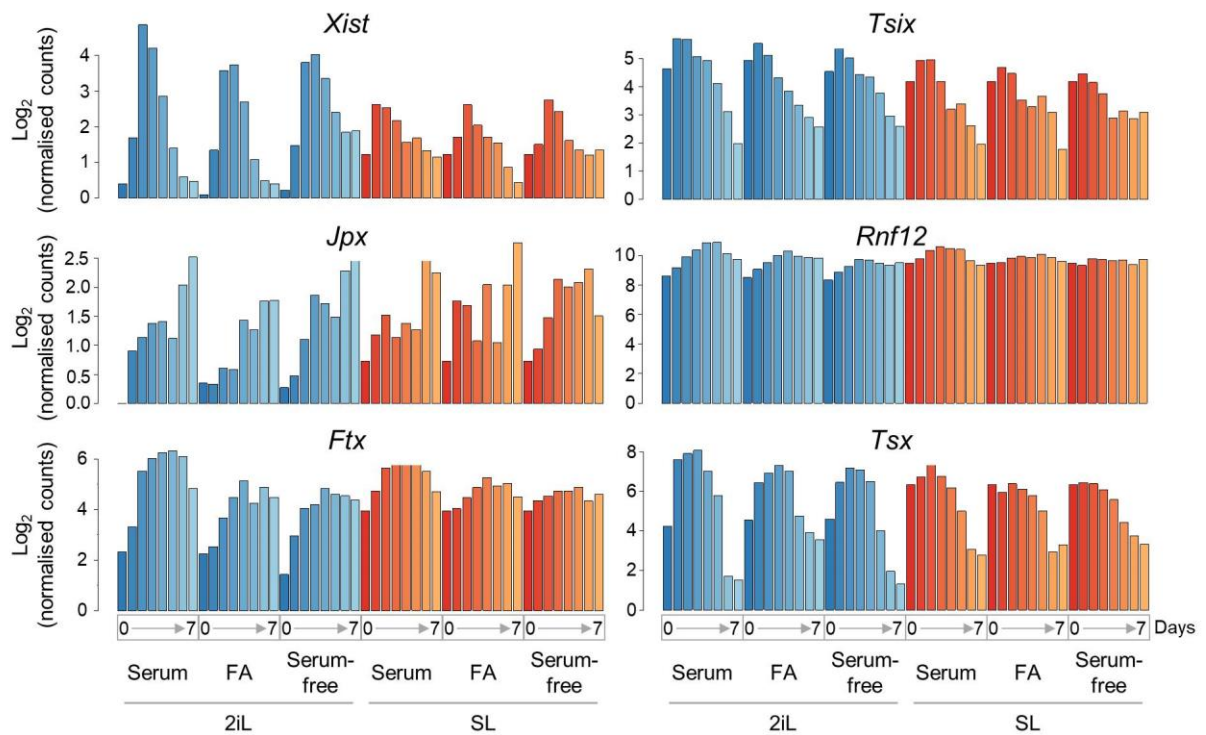 Xist
Tsix
Log2 (normalised counts)
4
3
2
1
0
5
4
3
2
1
0
Jpx
Rnf12
Log2 (normalised counts)
2.5
2.0
1.5
1.0
0.5
0.0
10
8
6
4
2
0
Ftx
Tsx
Log2 (normalised counts)
6
4
2
0
8
6
4
2
0
0 7 0 7 0 7 0 7 0 7 0 7
0 7 0 7 0 7 0 7 0 7 0 7 Days
Serum FA Serum-free Serum FA Serum-free
Serum FA Serum-free Serum FA Serum-free
2iL SL
2iL SL